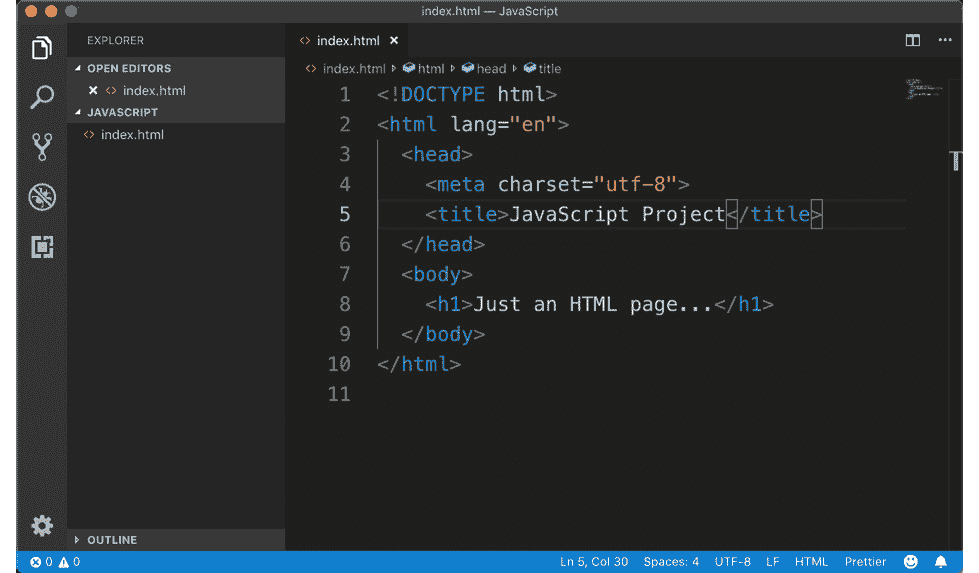 index.html — JavaScript
EXPLORER
OPEN EDITORS
index.html
JAVASCRIPT
index.html
OUTLINE
index.html
index.html html head title
1 <!DOCTYPE html>
2 <html lang="en">
3 <head>
4 <meta charset="utf-8">
5 <title>JavaScript Project</title>
6 </head>
7 <body>
8 <h1>Just an HTML page...</h1>
9 </body>
10 </html>
11
0 0 Ln 5, Col 30 Spaces: 4 UTF-8 LF HTML Prettier